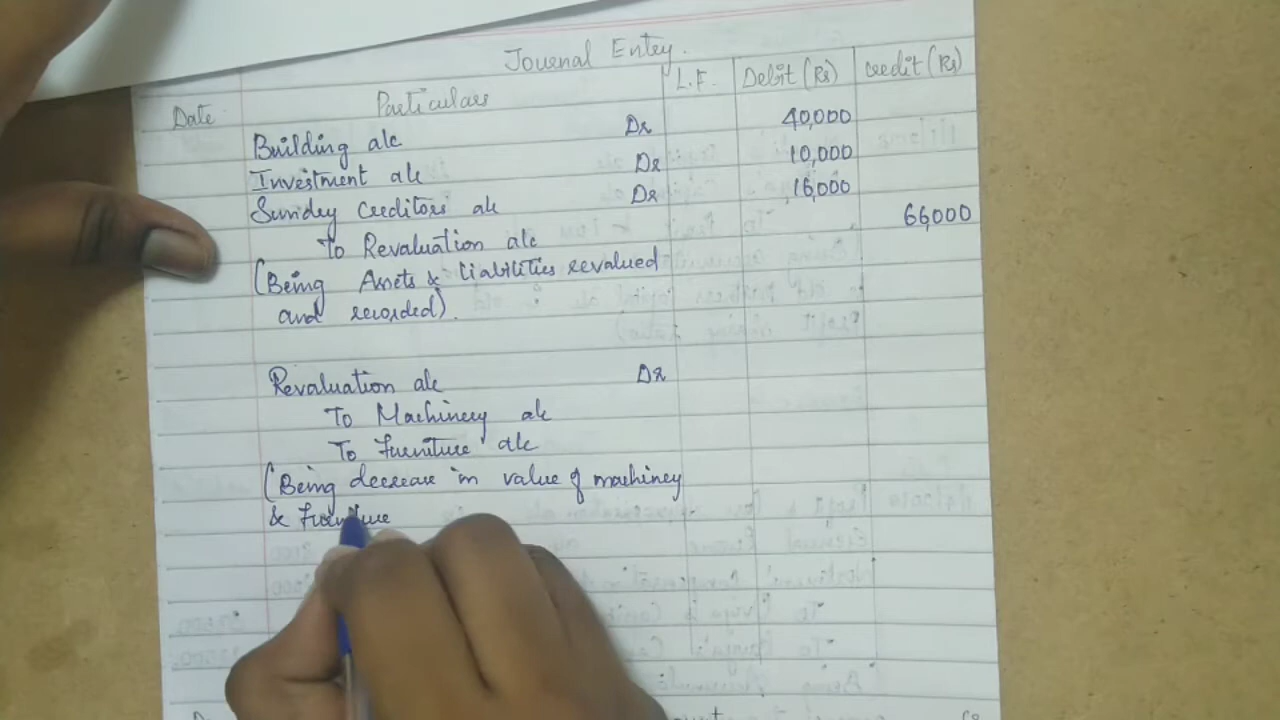 Journal Entry.
Date Particulars L.F. Debit (Rs) Credit (Rs)
Building a/c Dr 40,000
Investment a/c Dr 10,000
Sundry Creditors a/c Dr 16,000
To Revaluation a/c 66,000
(Being Assets & liabilities revalued
and recorded).
Revaluation a/c Dr
To Machinery a/c
To Furniture a/c
(Being decrease in value of machinery
& furniture